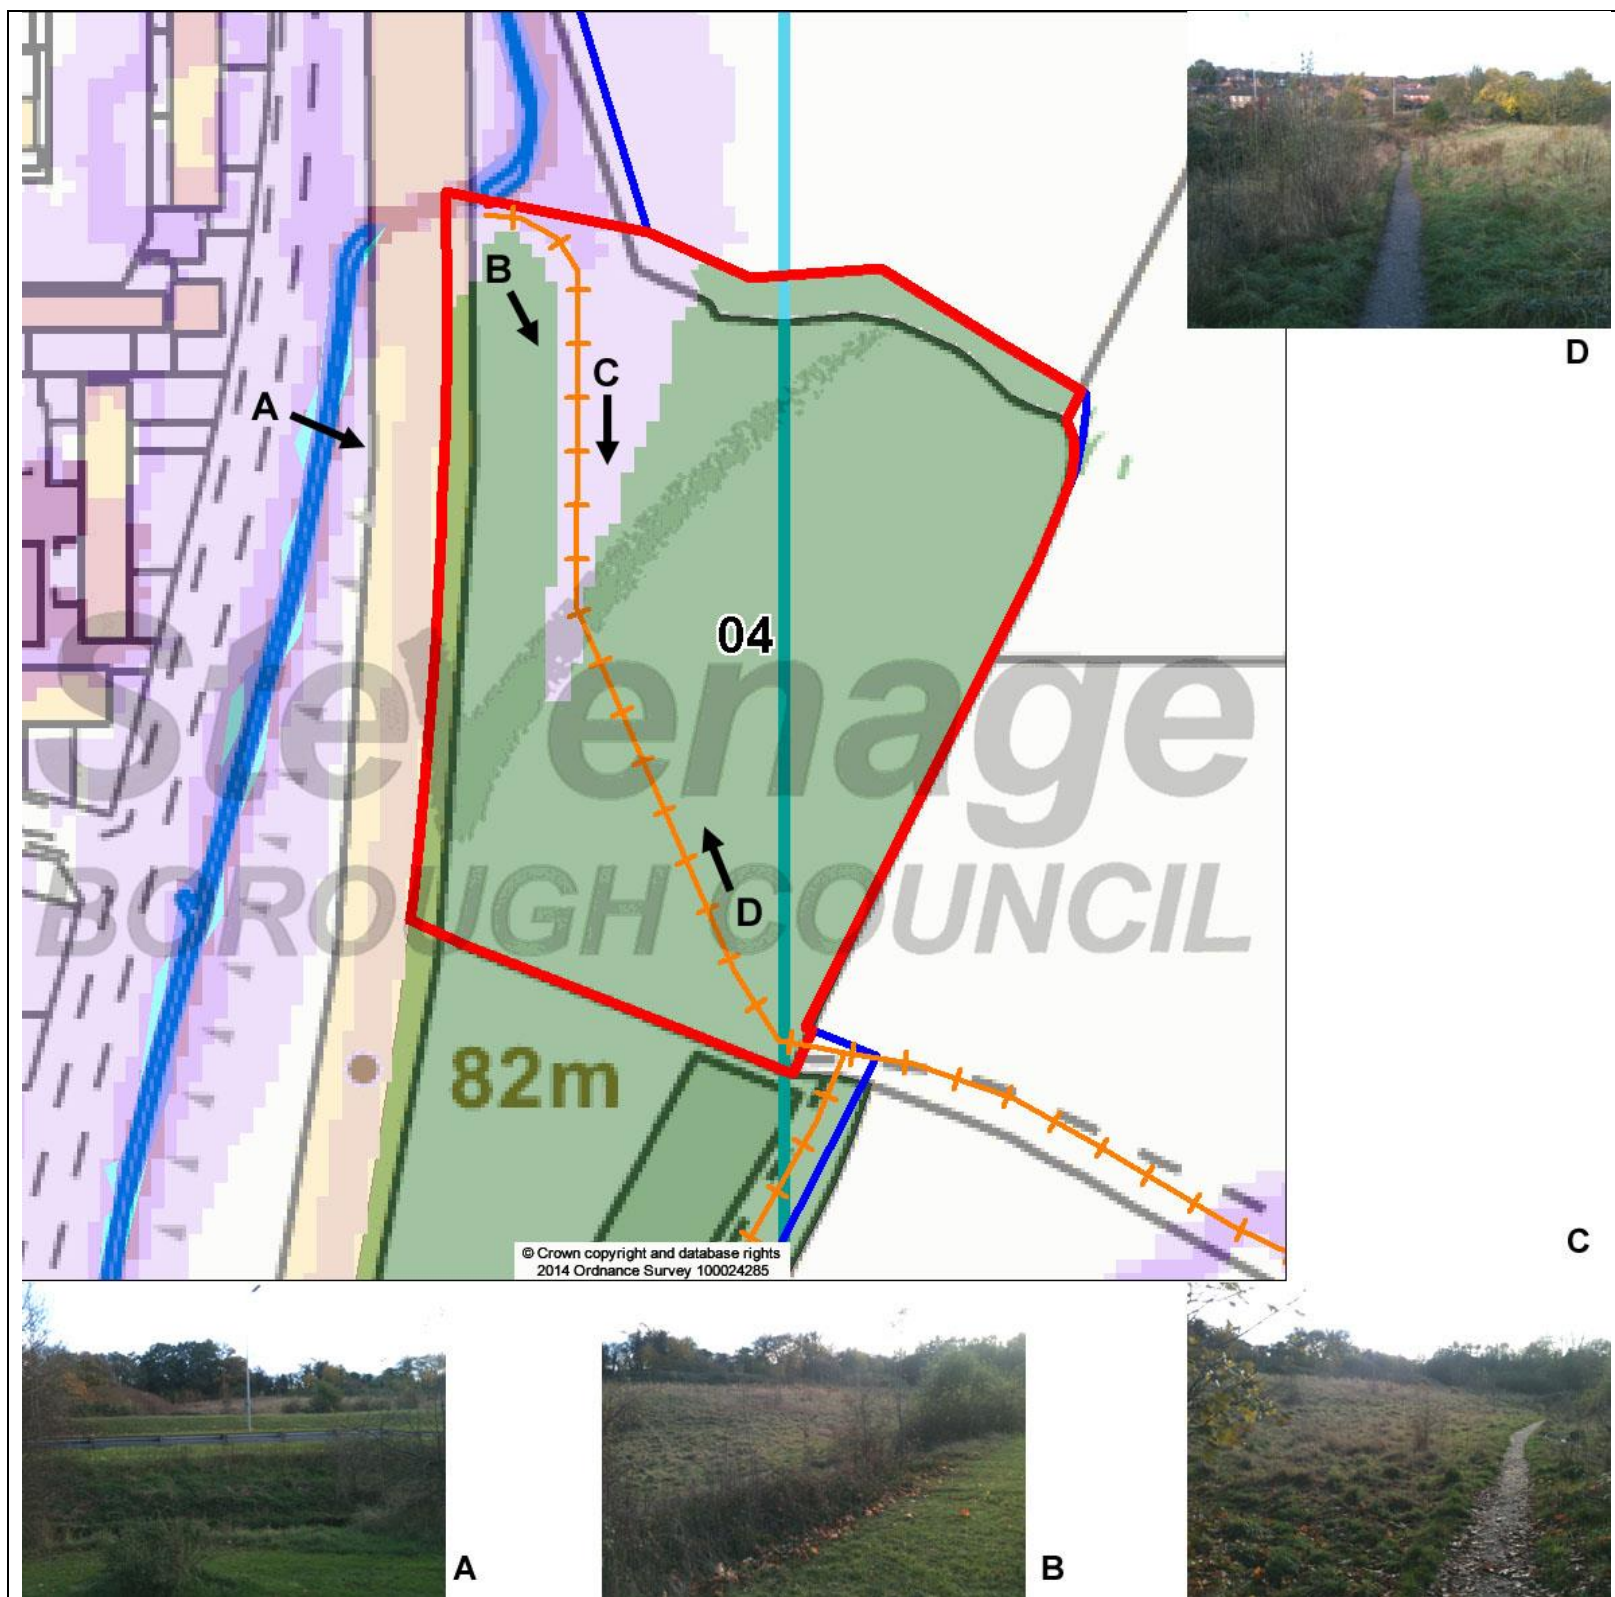 D
B
C
A
04
Stevenage
BOROUGH COUNCIL
D
82m
© Crown copyright and database rights
2014 Ordnance Survey 100024285
C
A
B